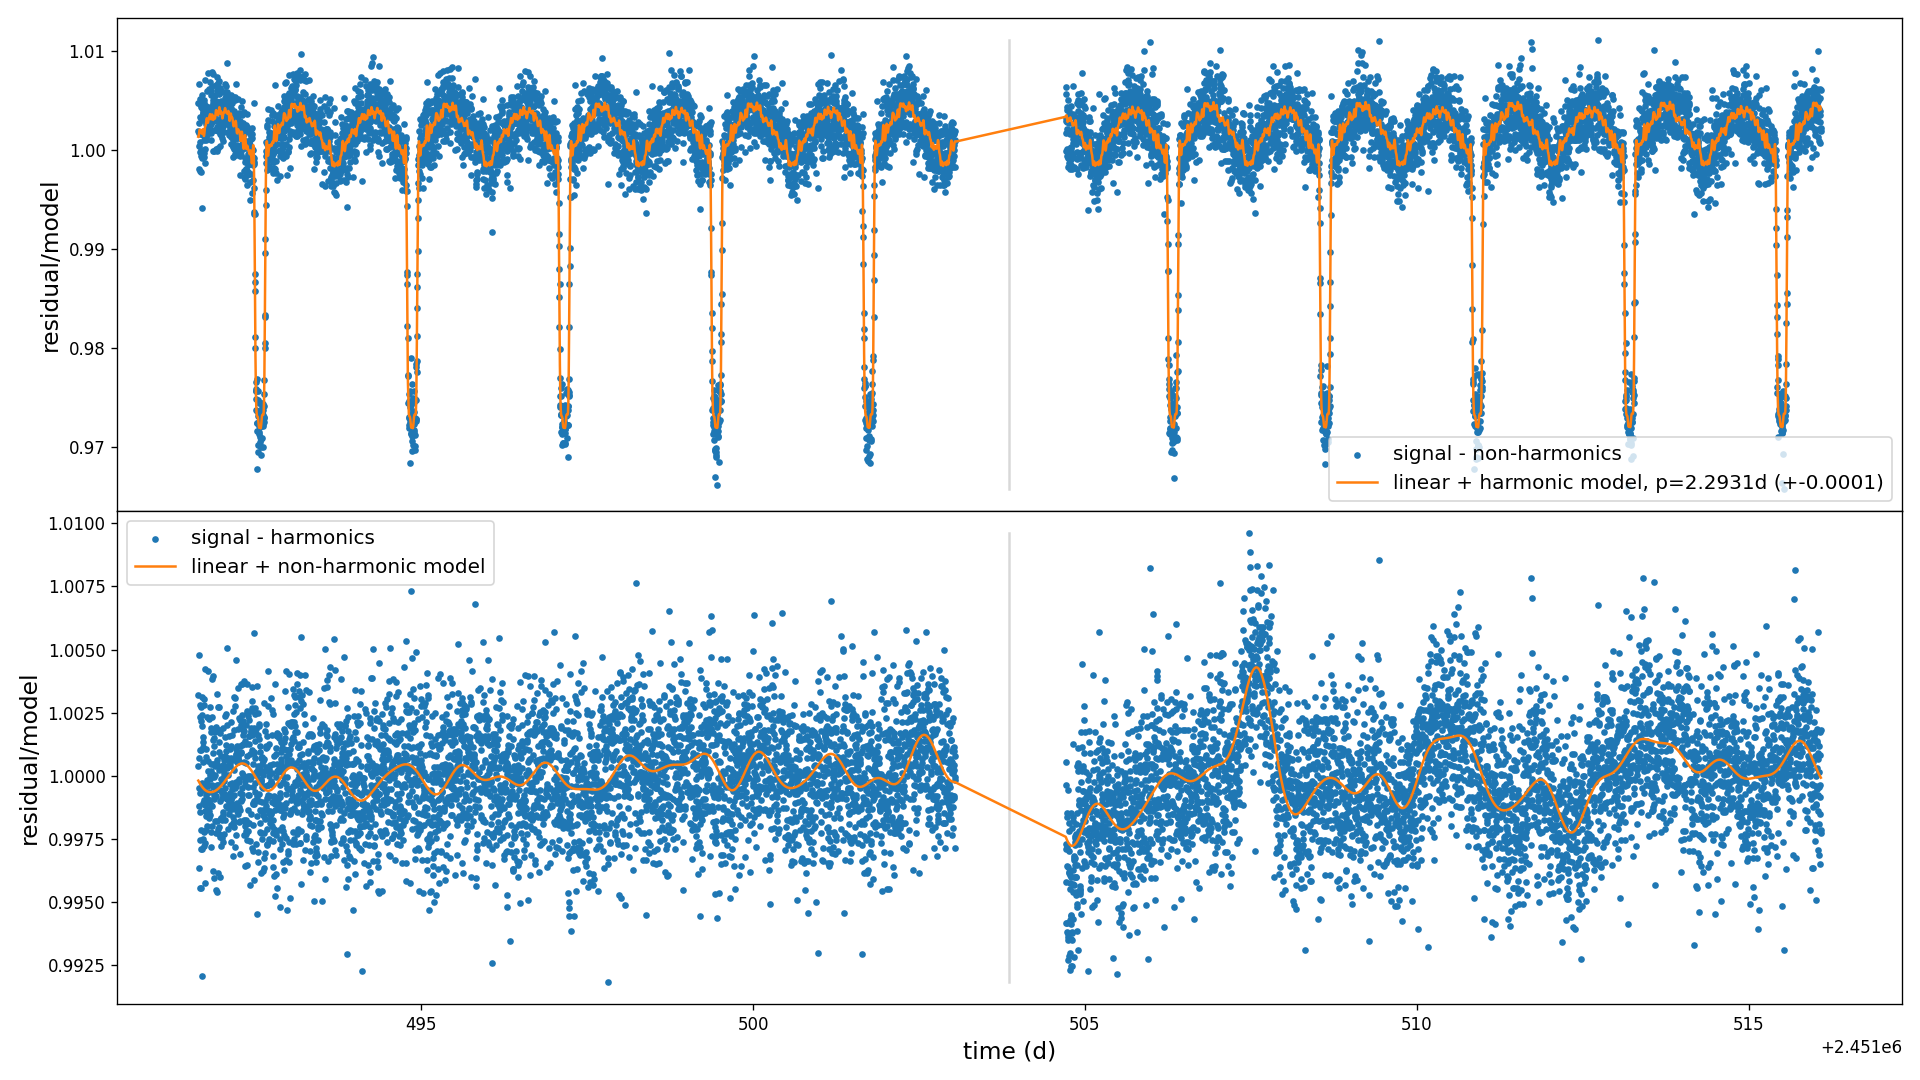 residual/model
1.01
1.00
0.99
0.98
0.97
signal - non-harmonics
linear + harmonic model, p=2.2931d (+-0.0001)
residual/model
1.0100
1.0075
1.0050
1.0025
1.0000
0.9975
0.9950
0.9925
signal - harmonics
linear + non-harmonic model
495
500
505
510
515
+2.451e6
time (d)